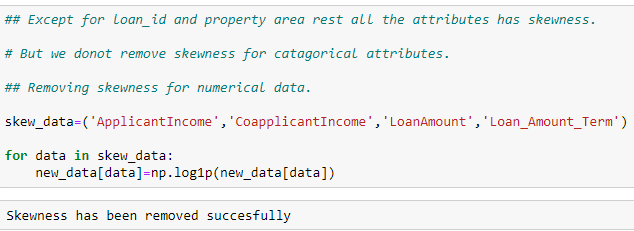 ## Except for Loan_id and property area rest all the attributes has skewness.
# But we donot remove skewness for catagorical attributes.
## Removing skewness for numerical data.
skew_data=('ApplicantIncome','CoapplicantIncome','LoanAmount','Loan_Amount_Term')
for data in skew_data:
new_data[data]=np.log1p(new_data[data])
Skewness has been removed succesfully